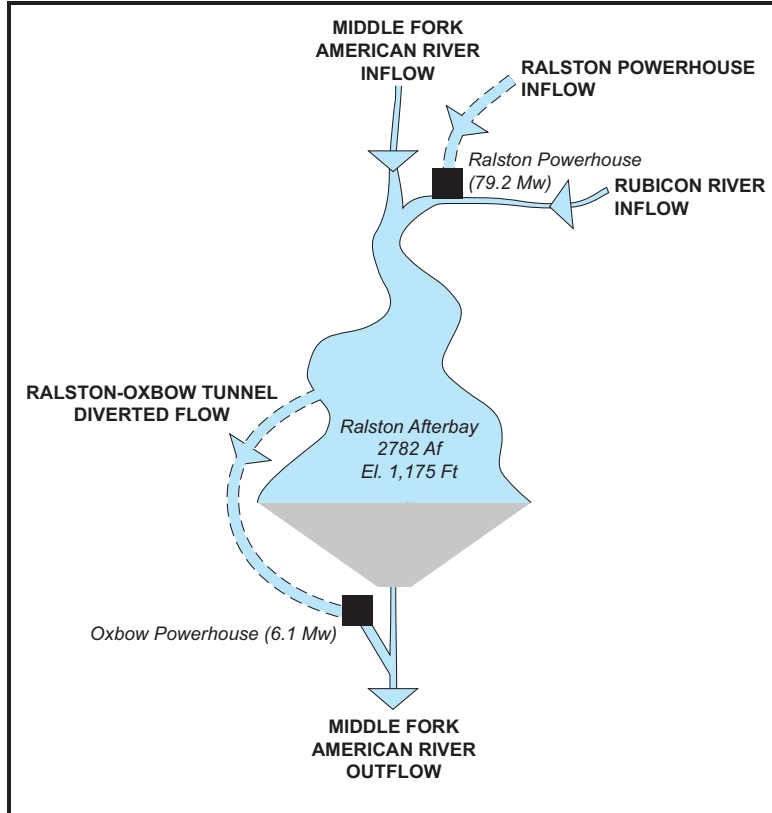 MIDDLE FORK
AMERICAN RIVER
INFLOW
RALSTON POWERHOUSE
INFLOW
Ralston Powerhouse
(79.2 Mw)
RUBICON RIVER
INFLOW
RALSTON-OXBOW TUNNEL
DIVERTED FLOW
Ralston Afterbay
2782 Af
El. 1,175 Ft
Oxbow Powerhouse (6.1 Mw)
MIDDLE FORK
AMERICAN RIVER
OUTFLOW